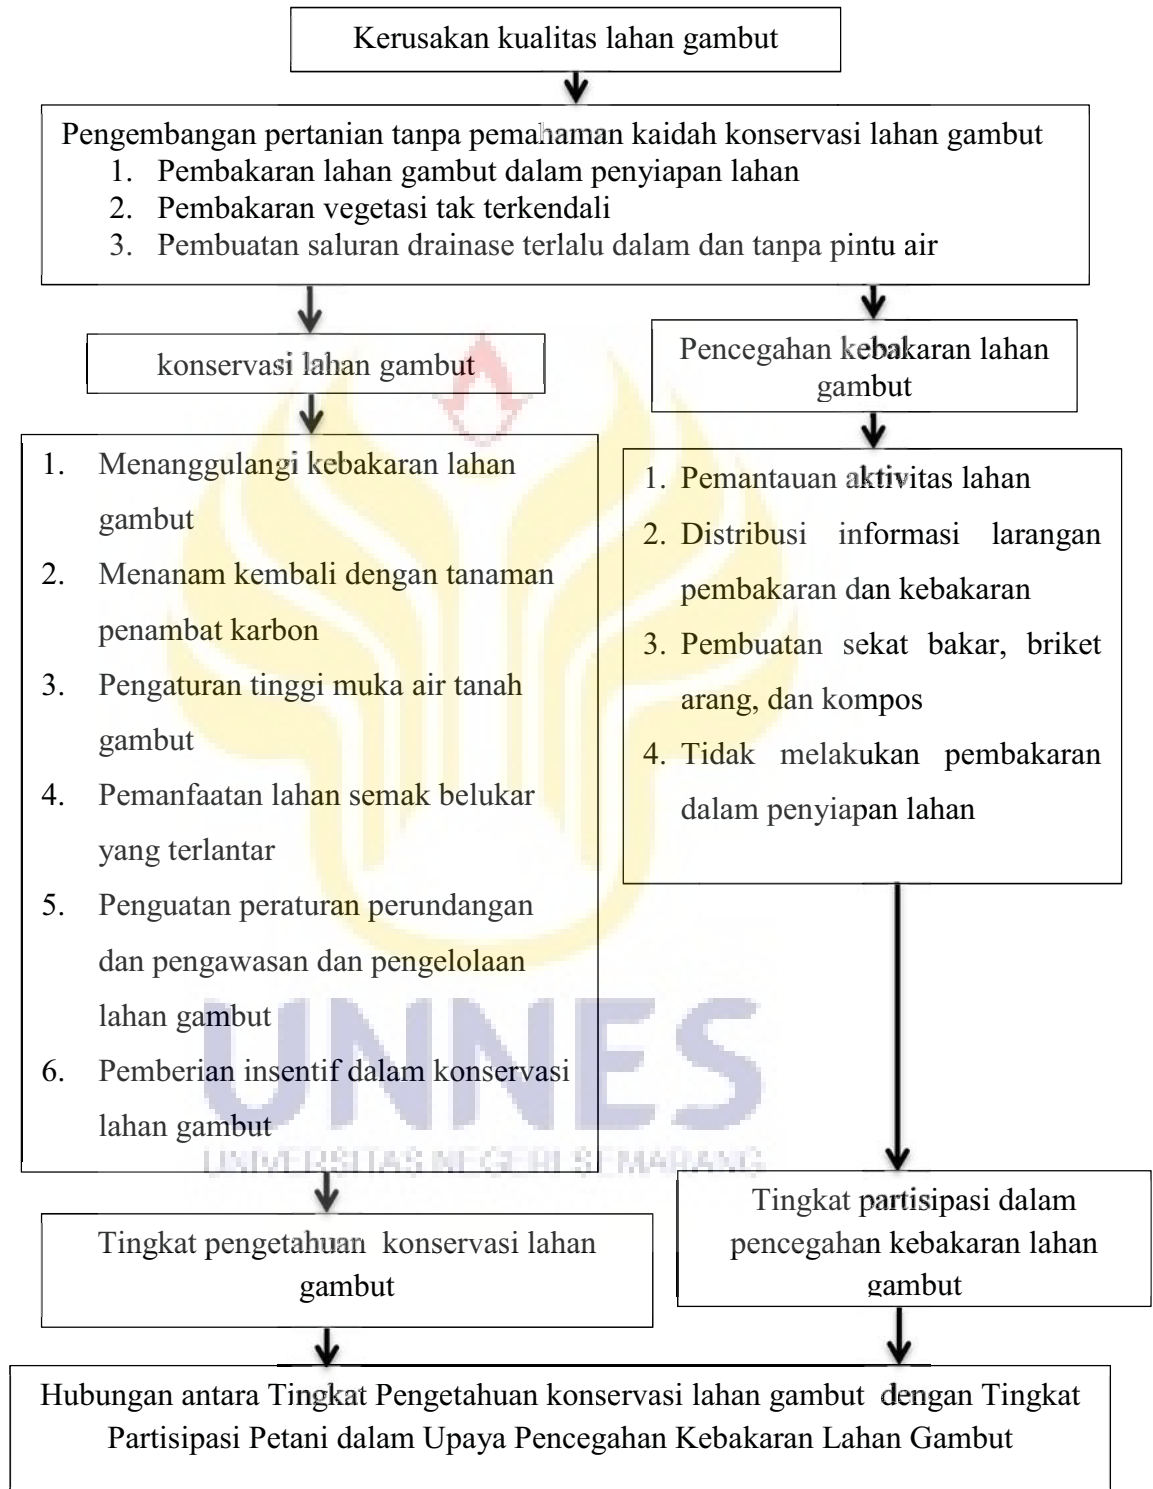 Kerusakan kualitas lahan gambut
Pengembangan pertanian tanpa pemahaman kaidah konservasi lahan gambut
1. Pembakaran lahan gambut dalam penyiapan lahan
2. Pembakaran vegetasi tak terkendali
3. Pembuatan saluran drainase terlalu dalam dan tanpa pintu air
konservasi lahan gambut
1. Menanggulangi kebakaran lahan
gambut
2. Menanam kembali dengan tanaman
penambat karbon
3. Pengaturan tinggi muka air tanah
gambut
4. Pemanfaatan lahan semak belukar
yang terlantar
5. Penguatan peraturan perundangan
dan pengawasan dan pengelolaan
lahan gambut
6. Pemberian insentif dalam konservasi
lahan gambut
Tingkat pengetahuan konservasi lahan
gambut
Pencegahan kebakaran lahan
gambut
1. Pemantauan aktivitas lahan
2. Distribusi informasi larangan
pembakaran dan kebakaran
3. Pembuatan sekat bakar, briket
arang, dan kompos
4. Tidak melakukan pembakaran
dalam penyiapan lahan
Tingkat partisipasi dalam
pencegahan kebakaran lahan
gambut
Hubungan antara Tingkat Pengetahuan konservasi lahan gambut dengan Tingkat
Partisipasi Petani dalam Upaya Pencegahan Kebakaran Lahan Gambut
UNNES
UNIVERSITAS NEGERI SEMARANG